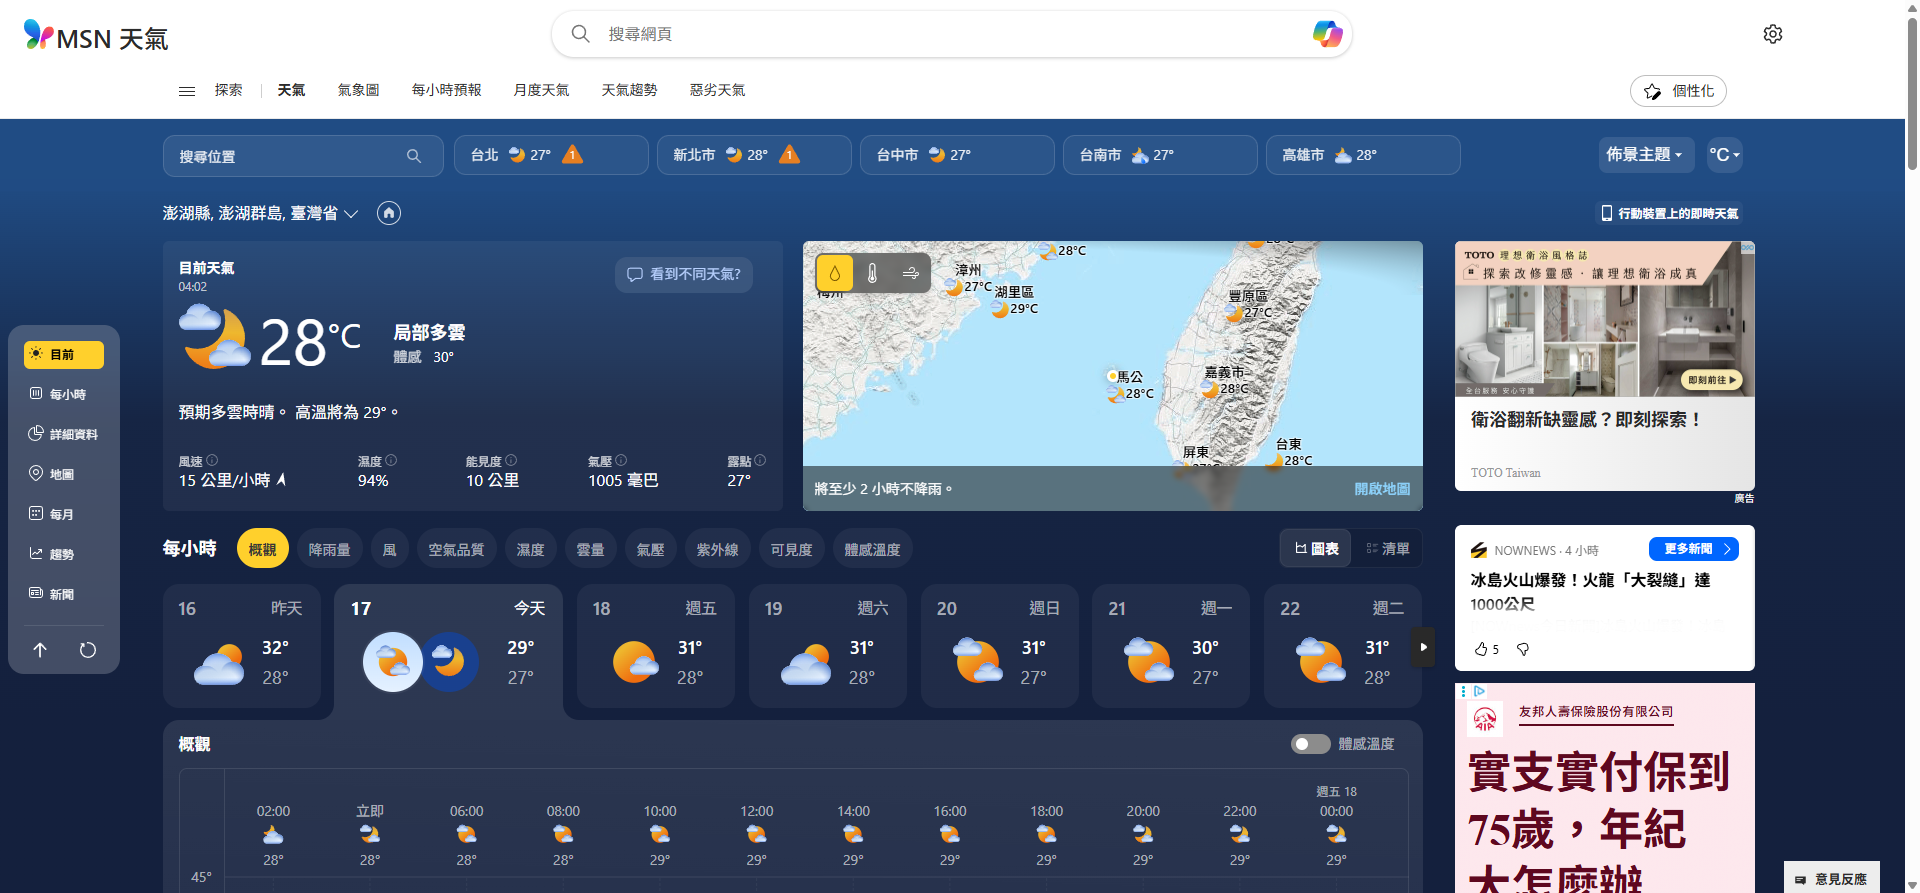 MSN 天氣
搜尋網頁
探索
天氣
氣象圖
每小時預報
月度天氣
天氣趨勢
惡劣天氣
個性化
搜尋位置
台北 27° 1
新北市 28° 1
台中市 27°
台南市 27°
高雄市 28°
佈景主題
°C
澎湖縣, 澎湖群島, 臺灣省
行動裝置上的即時天氣
目前
每小時
詳細資料
地圖
每月
趨勢
新聞
目前天氣
04:02
看到不同天氣?
28°C
局部多雲
體感 30°
預期多雲時晴。 高溫將為 29°。
風速
15 公里/小時
濕度
94%
能見度
10 公里
氣壓
1005 毫巴
露點
27°
28°C
漳州
27°C
湖里區
29°C
豐原區
27°C
馬公
28°C
嘉義市
28°C
屏東
台東
28°C
將至少 2 小時不降雨。
開啟地圖
TOTO 理想衛浴風格誌
探索改修靈感・讓理想衛浴成真
全台服務 安心守護
即刻前往
衛浴翻新缺靈感？即刻探索！
TOTO Taiwan
廣告
每小時
概觀
降雨量
風
空氣品質
濕度
雲量
氣壓
紫外線
可見度
體感溫度
圖表
清單
16 昨天
32°
28°
17 今天
29°
27°
18 週五
31°
28°
19 週六
31°
28°
20 週日
31°
27°
21 週一
30°
27°
22 週二
31°
28°
NOWNEWS · 4 小時
更多新聞
冰島火山爆發！火龍「大裂縫」達
1000公尺
5
概觀
體感溫度
週五 18
02:00 立即 06:00 08:00 10:00 12:00 14:00 16:00 18:00 20:00 22:00 00:00
28° 28° 28° 28° 29° 29° 29° 29° 29° 29° 29° 29°
45°
友邦人壽保險股份有限公司
AIA
實支實付保到
75歲，年紀
大怎麼辦
意見反應